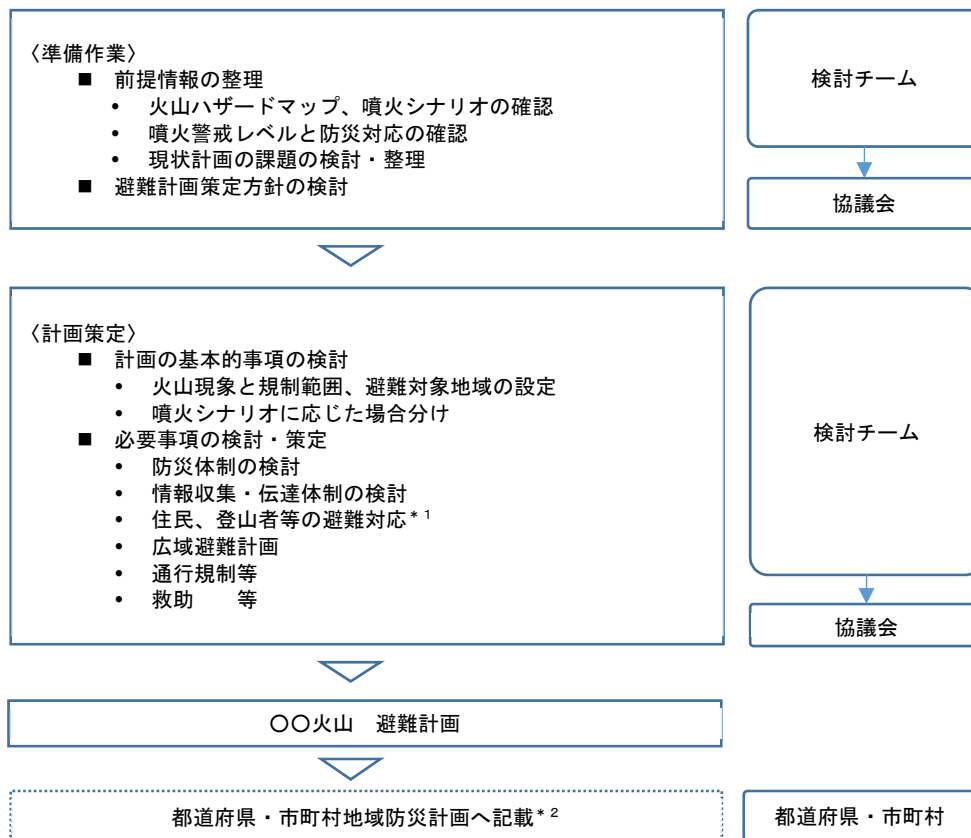 〈準備作業〉
■ 前提情報の整理
• 火山ハザードマップ、噴火シナリオの確認
• 噴火警戒レベルと防災対応の確認
• 現状計画の課題の検討・整理
■ 避難計画策定方針の検討
検討チーム
協議会
〈計画策定〉
■ 計画の基本的事項の検討
• 火山現象と規制範囲、避難対象地域の設定
• 噴火シナリオに応じた場合分け
■ 必要事項の検討・策定
• 防災体制の検討
• 情報収集・伝達体制の検討
• 住民、登山者等の避難対応*1
• 広域避難計画
• 通行規制等
• 救助　　等
検討チーム
協議会
〇〇火山　避難計画
都道府県・市町村地域防災計画へ記載*2
都道府県・市町村